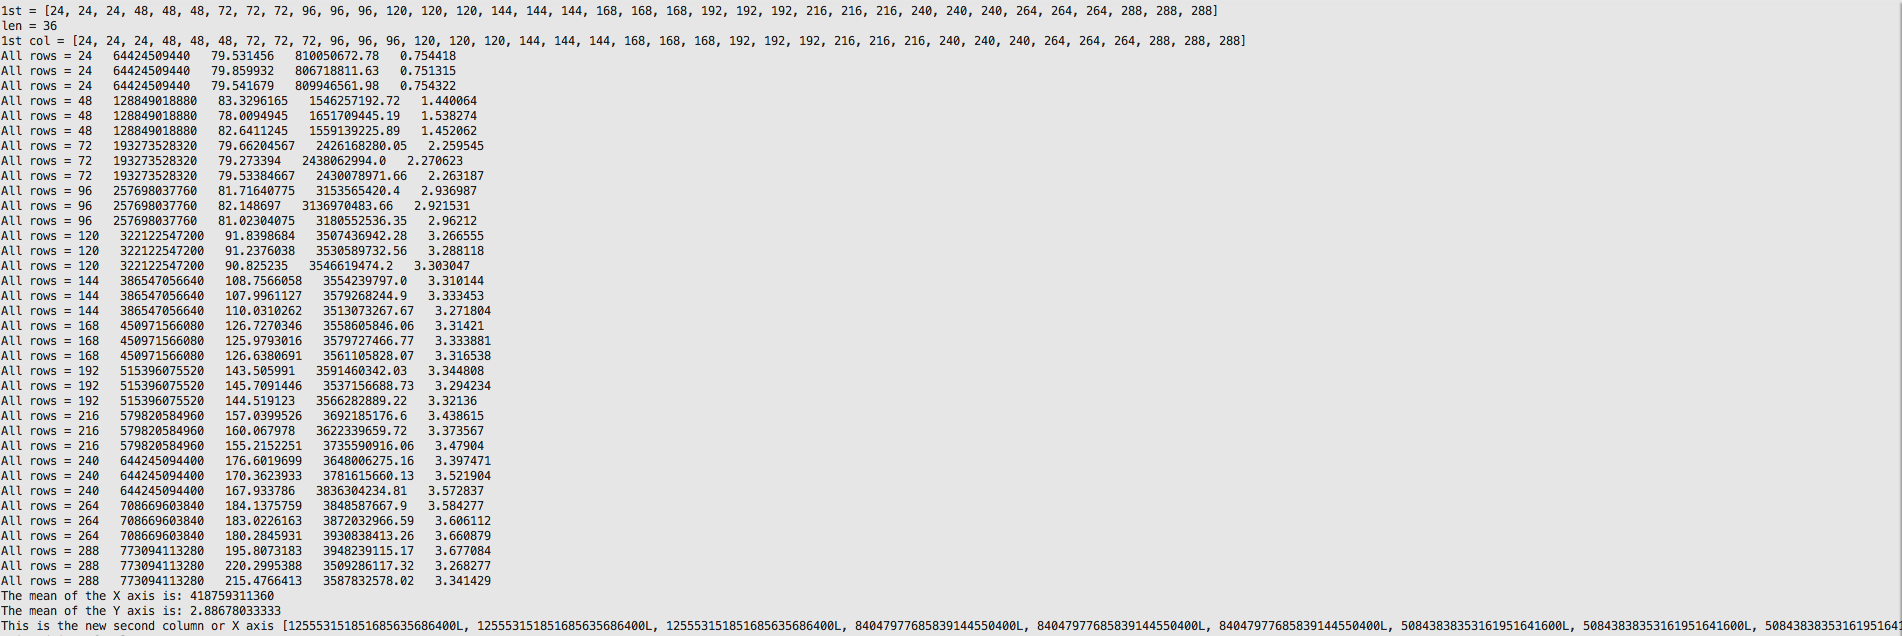 1st = [24, 24, 24, 48, 48, 48, 72, 72, 72, 96, 96, 96, 120, 120, 120, 144, 144, 144, 168, 168, 168, 192, 192, 192, 216, 216, 216, 240, 240, 240, 264, 264, 264, 288, 288, 288]
len = 36
1st col = [24, 24, 24, 48, 48, 48, 72, 72, 72, 96, 96, 96, 120, 120, 120, 144, 144, 144, 168, 168, 168, 192, 192, 192, 216, 216, 216, 240, 240, 240, 264, 264, 264, 288, 288, 288]
All rows = 24   64424509440   79.531456   810050672.78   0.754418
All rows = 24   64424509440   79.859932   806718811.63   0.751315
All rows = 24   64424509440   79.541679   809946561.98   0.754322
All rows = 48   128849018880   83.3296165   1546257192.72   1.440064
All rows = 48   128849018880   78.0094945   1651709445.19   1.538274
All rows = 48   128849018880   82.6411245   1559139225.89   1.452062
All rows = 72   193273528320   79.66204567   2426168280.05   2.259545
All rows = 72   193273528320   79.273394   2438062994.0   2.270623
All rows = 72   193273528320   79.53384667   2430078971.66   2.263187
All rows = 96   257698037760   81.71640775   3153565420.4   2.936987
All rows = 96   257698037760   82.148697   3136970483.66   2.921531
All rows = 96   257698037760   81.02304075   3180552536.35   2.96212
All rows = 120   322122547200   91.8398684   3507436942.28   3.266555
All rows = 120   322122547200   91.2376038   3530589732.56   3.288118
All rows = 120   322122547200   90.825235   3546619474.2   3.303047
All rows = 144   386547056640   108.7566058   3554239797.0   3.310144
All rows = 144   386547056640   107.9961127   3579268244.9   3.333453
All rows = 144   386547056640   110.0310262   3513073267.67   3.271804
All rows = 168   450971566080   126.7270346   3558605846.06   3.31421
All rows = 168   450971566080   125.9793016   3579727466.77   3.333881
All rows = 168   450971566080   126.6380691   3561105828.07   3.316538
All rows = 192   515396075520   143.505991   3591460342.03   3.344808
All rows = 192   515396075520   145.7091446   3537156688.73   3.294234
All rows = 192   515396075520   144.519123   3566282889.22   3.32136
All rows = 216   579820584960   157.0399526   3692185176.6   3.438615
All rows = 216   579820584960   160.067978   3622339659.72   3.373567
All rows = 216   579820584960   155.2152251   3735590916.06   3.47904
All rows = 240   644245094400   176.6019699   3648006275.16   3.397471
All rows = 240   644245094400   170.3623933   3781615660.13   3.521904
All rows = 240   644245094400   167.933786   3836304234.81   3.572837
All rows = 264   708669603840   184.1375759   3848587667.9   3.584277
All rows = 264   708669603840   183.0226163   3872032966.59   3.606112
All rows = 264   708669603840   180.2845931   3930838413.26   3.660879
All rows = 288   773094113280   195.8073183   3948239115.17   3.677084
All rows = 288   773094113280   220.2995388   3509286117.32   3.268277
All rows = 288   773094113280   215.4766413   3587832578.02   3.341429
The mean of the X axis is: 418759311360
The mean of the Y axis is: 2.88678033333
This is the new second column or X axis [125553151851685635686400L, 125553151851685635686400L, 125553151851685635686400L, 84047977685839144550400L, 84047977685839144550400L, 84047977685839144550400L, 50843838353161951641600L, 50843838353161951641600L,